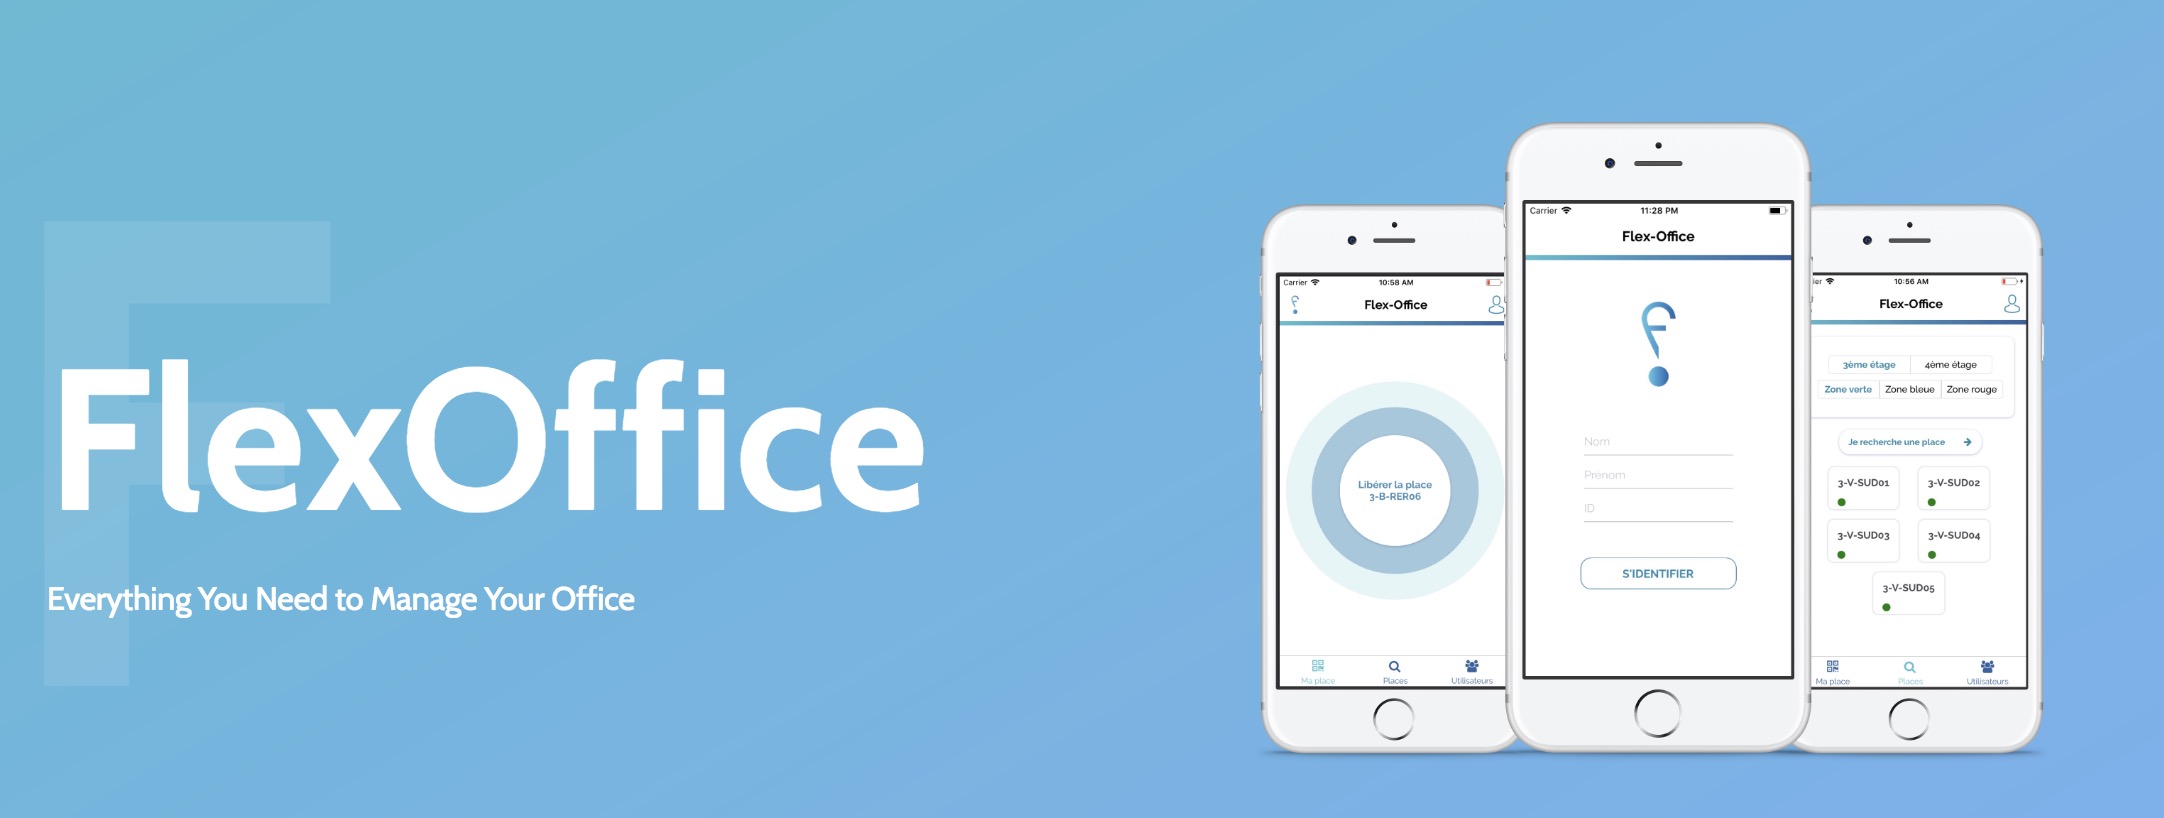 FlexOffice
Everything You Need to Manage Your Office
Carrier 10:58 AM
Flex-Office
Libérer la place
3-B-RER06
Ma place Places Utilisateurs
Carrier 11:28 PM
Flex-Office
Nom
Prénom
ID
S'IDENTIFIER
ier 10:56 AM
Flex-Office
3ème étage 4ème étage
Zone verte Zone bleue Zone rouge
Je recherche une place
3-V-SUD01 3-V-SUD02
3-V-SUD03 3-V-SUD04
3-V-SUD05
Ma place Places Utilisateurs